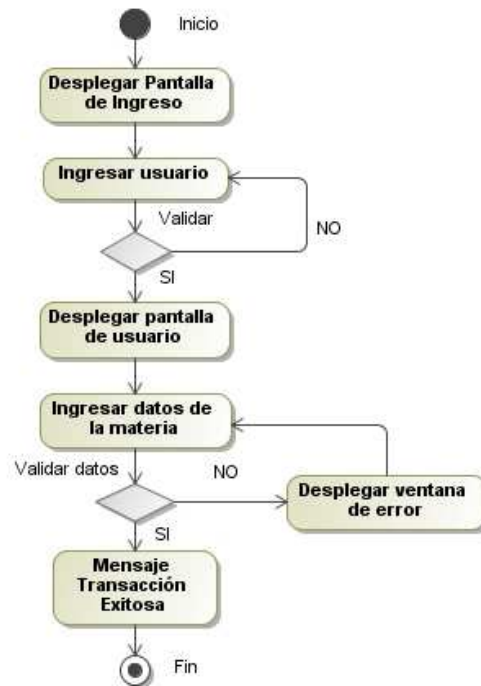 Inicio
Desplegar Pantalla
de Ingreso
Ingresar usuario
Validar
NO
SI
Desplegar pantalla
de usuario
Ingresar datos de
la materia
Validar datos
NO
Desplegar ventana
de error
SI
Mensaje
Transacción
Exitosa
Fin